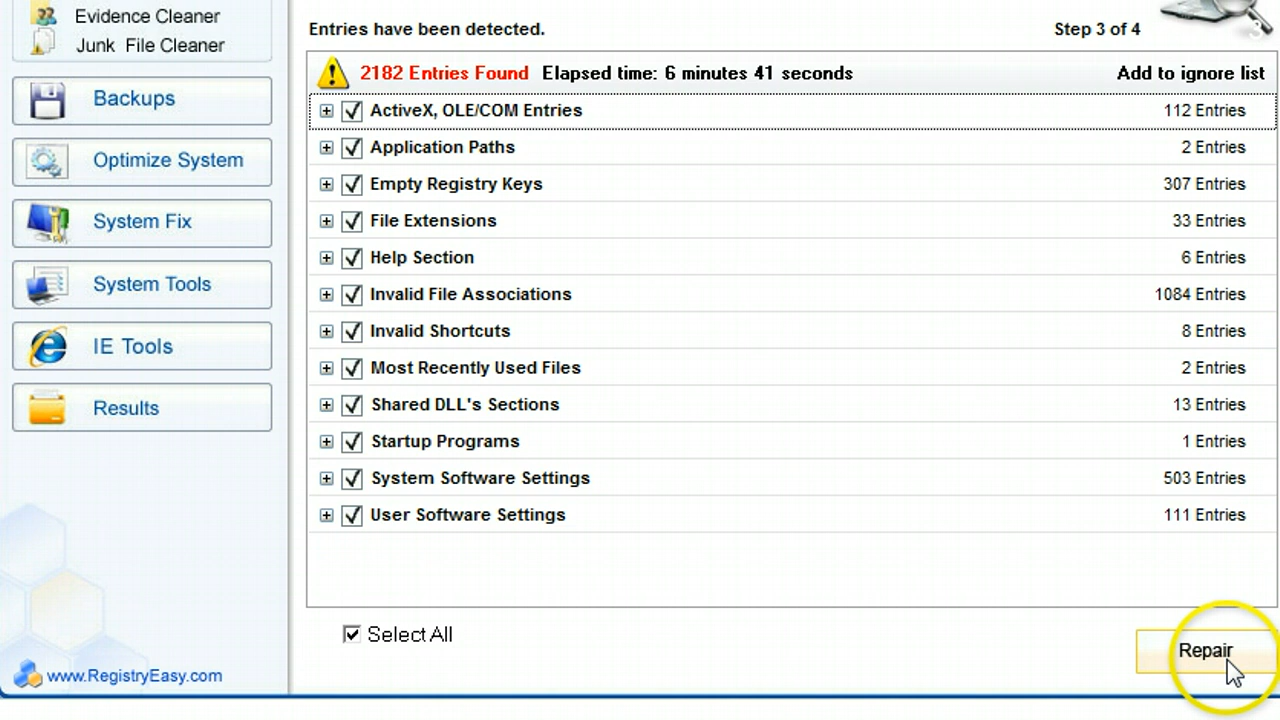 Evidence Cleaner
Junk File Cleaner
Backups
Optimize System
System Fix
System Tools
IE Tools
Results
www.RegistryEasy.com
Entries have been detected.
Step 3 of 4
2182 Entries Found Elapsed time: 6 minutes 41 seconds Add to ignore list
ActiveX, OLE/COM Entries 112 Entries
Application Paths 2 Entries
Empty Registry Keys 307 Entries
File Extensions 33 Entries
Help Section 6 Entries
Invalid File Associations 1084 Entries
Invalid Shortcuts 8 Entries
Most Recently Used Files 2 Entries
Shared DLL's Sections 13 Entries
Startup Programs 1 Entries
System Software Settings 503 Entries
User Software Settings 111 Entries
Select All
Repair